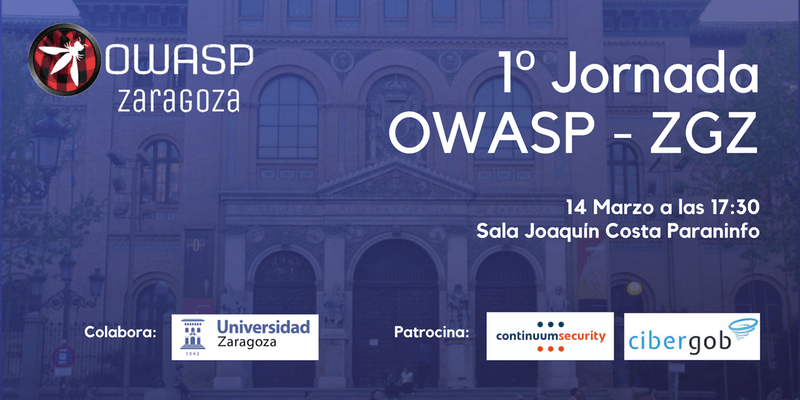 OWASP
zaragoza
1º Jornada
OWASP - ZGZ
14 Marzo a las 17:30
Sala Joaquín Costa Paraninfo
Colabora:
Universidad
Zaragoza
1542
Patrocina:
continuumsecurity
cibergob